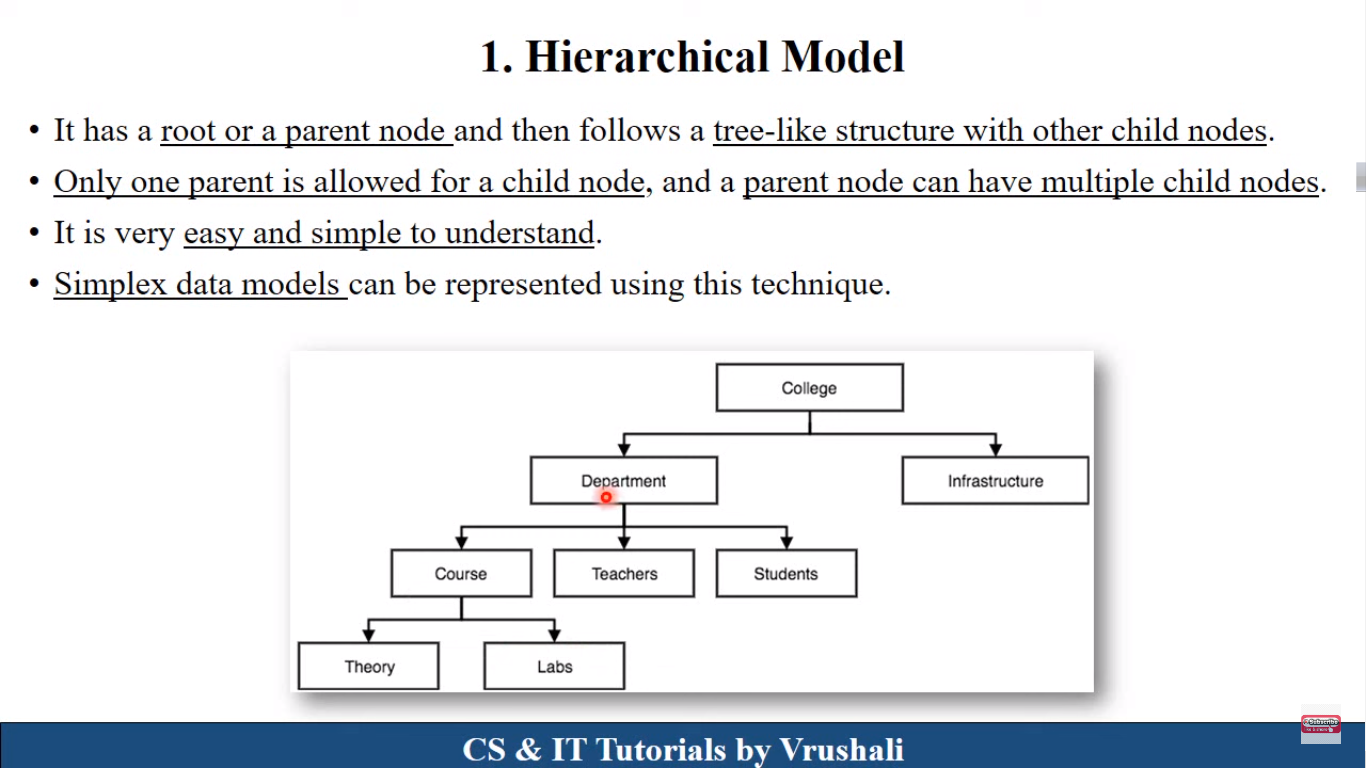 1. Hierarchical Model
• It has a root or a parent node and then follows a tree-like structure with other child nodes.
• Only one parent is allowed for a child node, and a parent node can have multiple child nodes.
• It is very easy and simple to understand.
• Simplex data models can be represented using this technique.
College
Department
Infrastructure
Course
Teachers
Students
Theory
Labs
Subscribe
CS & IT Tutorials by Vrushali